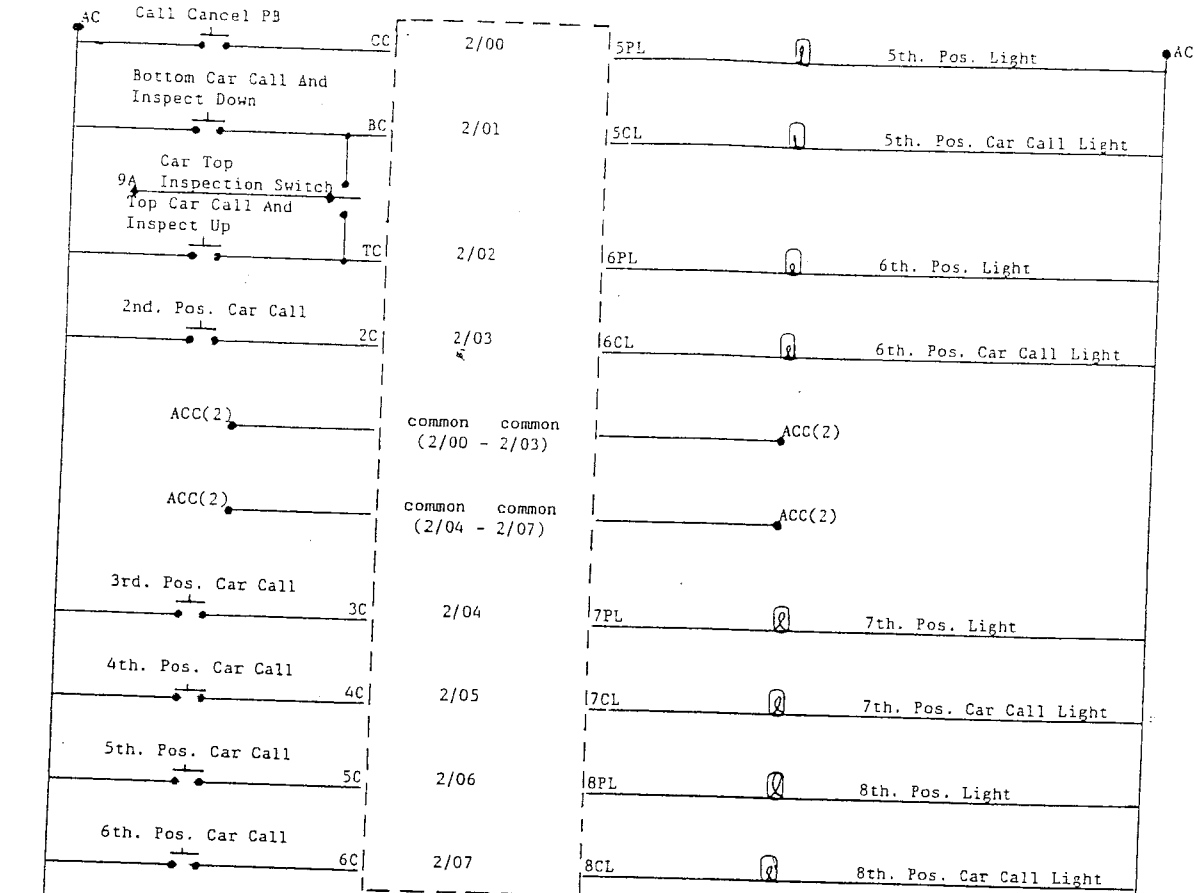 AC Call Cancel PB
CC 2/00 5PL 5th. Pos. Light AC
Bottom Car Call And
Inspect Down
BC 2/01 5CL 5th. Pos. Car Call Light
Car Top
9A Inspection Switch
Top Car Call And
Inspect Up
TC 2/02 6PL 6th. Pos. Light
2nd. Pos. Car Call
2C 2/03 6CL 6th. Pos. Car Call Light
ACC(2) common common ACC(2)
(2/00 - 2/03)
ACC(2) common common ACC(2)
(2/04 - 2/07)
3rd. Pos. Car Call
3C 2/04 7PL 7th. Pos. Light
4th. Pos. Car Call
4C 2/05 7CL 7th. Pos. Car Call Light
5th. Pos. Car Call
5C 2/06 8PL 8th. Pos. Light
6th. Pos. Car Call
6C 2/07 8CL 8th. Pos. Car Call Light